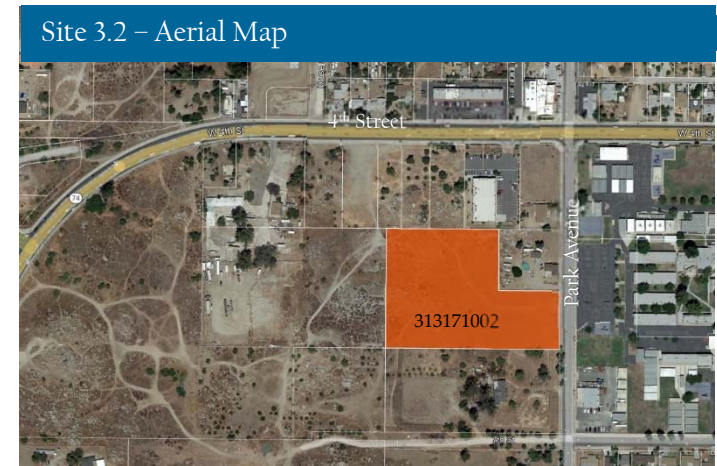 Site 3.2 – Aerial Map
W 4th St
4th Street
W 4th St
74
Park Avenue
313171002